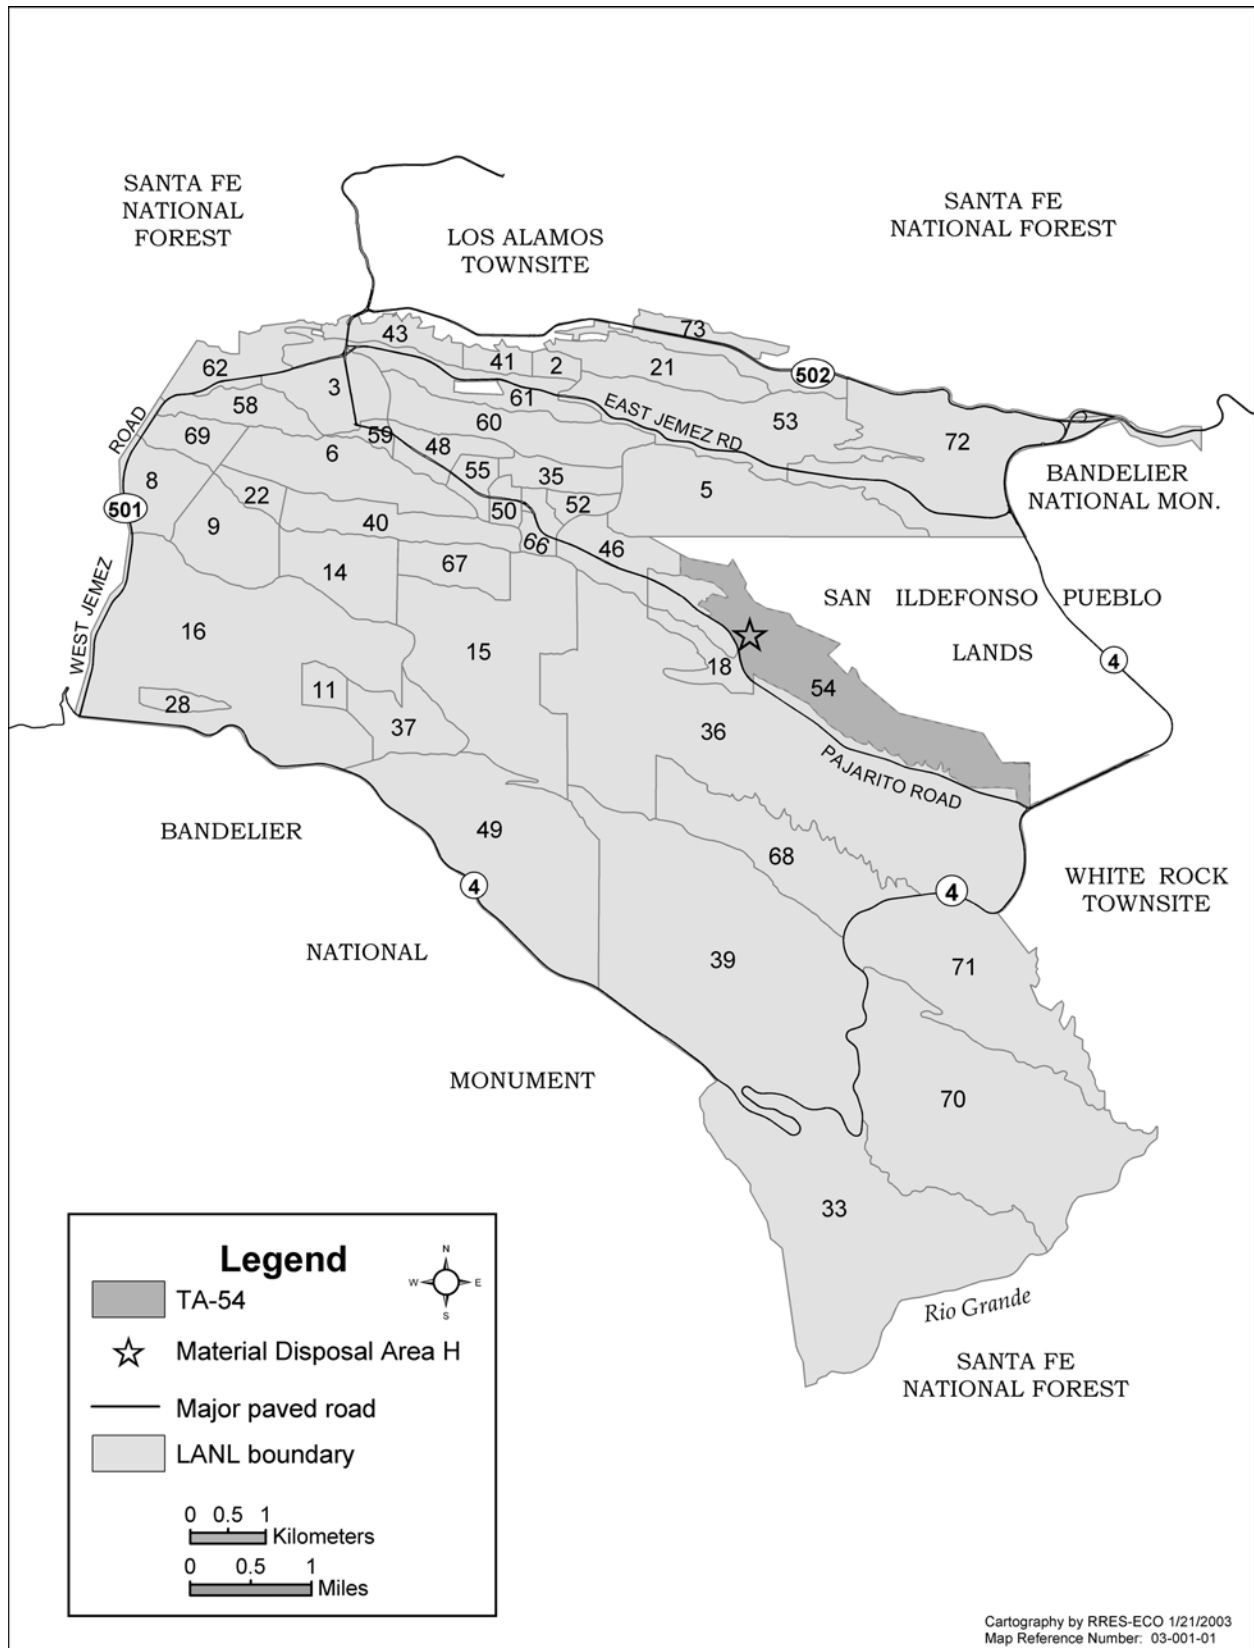 SANTA FE
NATIONAL
FOREST
SANTA FE
NATIONAL FOREST
LOS ALAMOS
TOWNSITE
73
43
62
41
2
21
502
3
61
58
EAST JEMEZ RD
53
60
72
ROAD
69
59
48
6
55
35
BANDELIER
NATIONAL MON.
8
22
5
501
50
52
9
40
66
46
67
14
WEST JEMEZ
SAN ILDEFONSO PUEBLO
LANDS
16
15
4
18
11
54
28
37
36
PAJARITO ROAD
BANDELIER
49
68
4
4
WHITE ROCK
TOWNSITE
NATIONAL
39
71
MONUMENT
70
33
Rio Grande
SANTA FE
NATIONAL FOREST
Legend
N
W E
S
TA-54
Material Disposal Area H
Major paved road
LANL boundary
0 0.5 1
Kilometers
0 0.5 1
Miles
Cartography by RRES-ECO 1/21/2003
Map Reference Number: 03-001-01